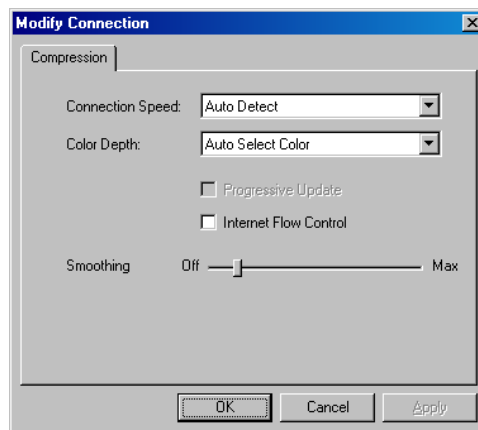 Modify Connection
Compression
Connection Speed: Auto Detect
Color Depth: Auto Select Color
Progressive Update
Internet Flow Control
Smoothing Off Max
OK Cancel Apply